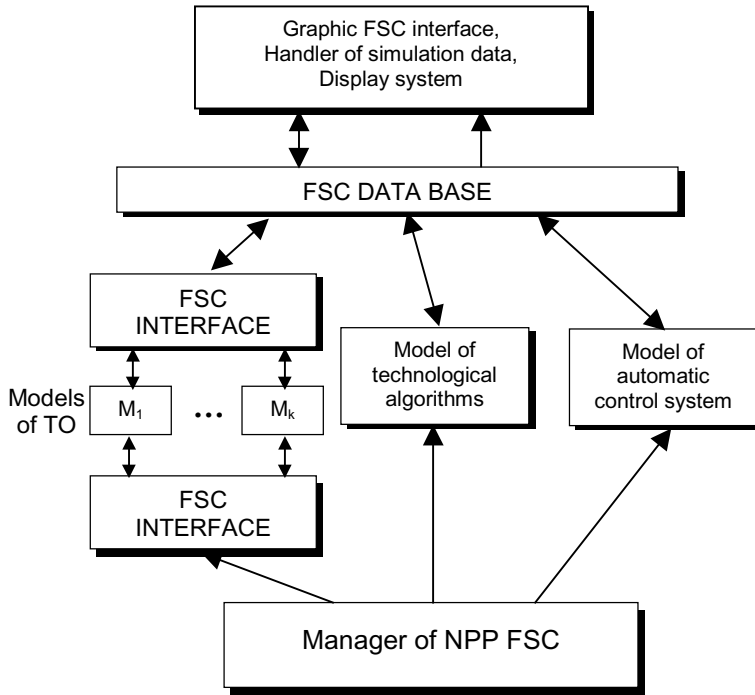 Graphic FSC interface,
Handler of simulation data,
Display system
FSC DATA BASE
FSC
INTERFACE
Model of
technological
algorithms
Model of
automatic
control system
Models
of TO
M₁
...
Mₖ
FSC
INTERFACE
Manager of NPP FSC